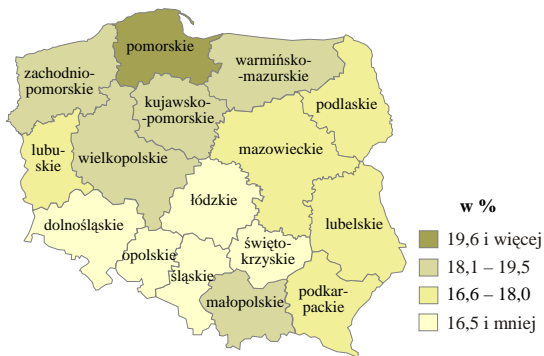 pomorskie
zachodnio-
pomorskie
warmińsko-
-mazurskie
podlaskie
kujawsko-
-pomorskie
lubu-
skie
wielkopolskie
mazowieckie
łódzkie
dolnośląskie
lubelskie
opolskie
śląskie
święto-
krzyskie
małopolskie
podkar-
packie
w %
19,6 i więcej
18,1 – 19,5
16,6 – 18,0
16,5 i mniej